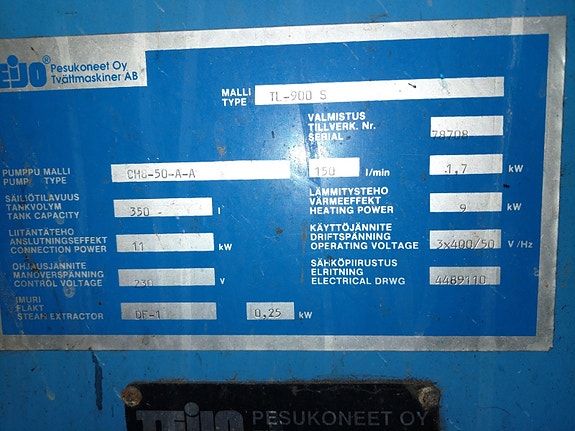 TEIJO® Pesukoneet Oy
Tvättmaskiner AB
MALLI
TYPE TL-900 S
VALMISTUS
TILLVERK. Nr.
SERIAL 78708
PUMPPU MALLI
PUMP TYPE CH8-50-A-A 150 l/min 1,7 kW
SÄILIÖTILAVUUS
TANKVOLYM
TANK CAPACITY 350 l
LÄMMITYSTEHO
VÄRMEEFFEKT
HEATING POWER 9 kW
LIITÄNTÄTEHO
ANSLUTNINGSEFFEKT
CONNECTION POWER 11 kW
KÄYTTÖJÄNNITE
DRIFTSPÄNNING
OPERATING VOLTAGE 3x400/50 V/Hz
OHJAUSJÄNNITE
MANÖVERSPÄNNING
CONTROL VOLTAGE 230 V
SÄHKÖPIIRUSTUS
ELRITNING
ELECTRICAL DRWG 4489110
IMURI
FLÄKT
STEAM EXTRACTOR OF-1 0,25 kW
TEIJO PESUKONEET OY